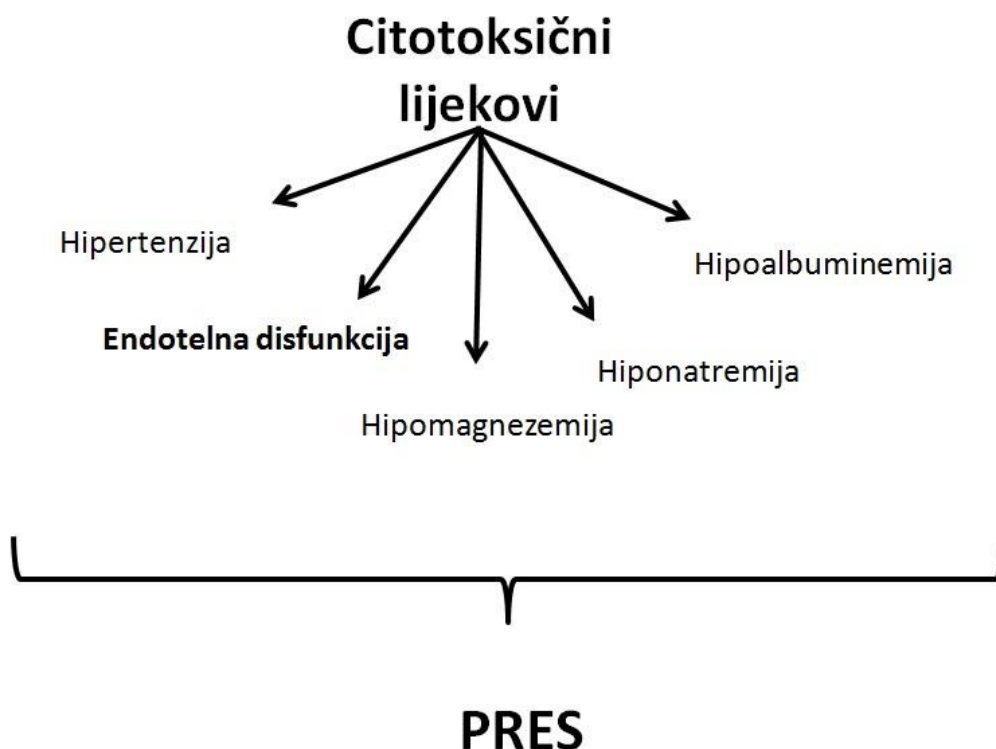 Citotoksični
lijekovi
Hipertenzija
Hipoalbuminemija
Endotelna disfunkcija
Hiponatremija
Hipomagnezemija
PRES